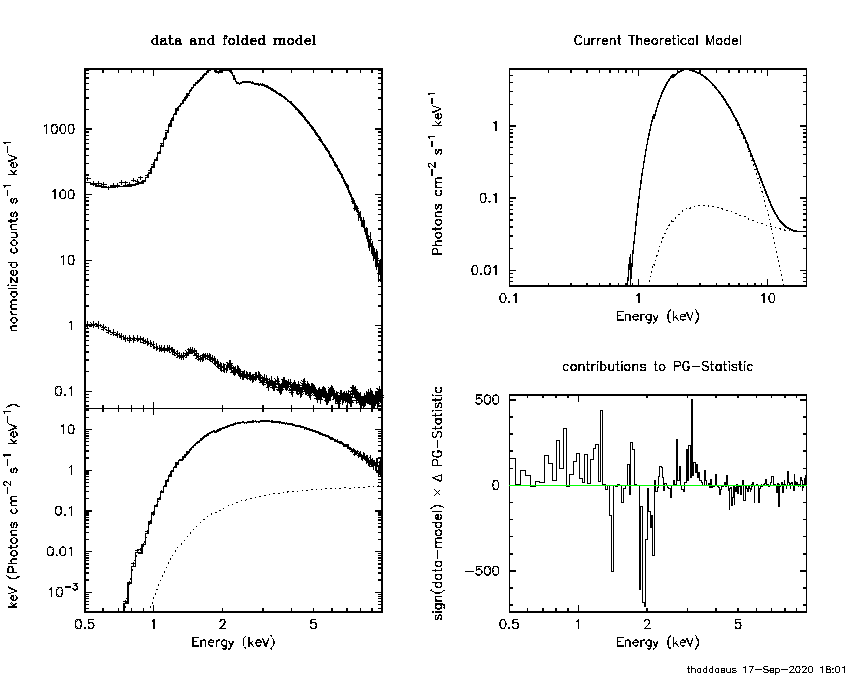 data and folded model
normalized counts s⁻¹ keV⁻¹
1000
100
10
1
0.1
keV (Photons cm⁻² s⁻¹ keV⁻¹)
10
1
0.1
0.01
10⁻³
0.5 1 2 5
Energy (keV)
Current Theoretical Model
Photons cm⁻² s⁻¹ keV⁻¹
1
0.1
0.01
0.1 1 10
Energy (keV)
contributions to PG-Statistic
sign(data-model) × Δ PG-Statistic
500
0
-500
0.5 1 2 5
Energy (keV)
thaddaeus 17-Sep-2020 18:01